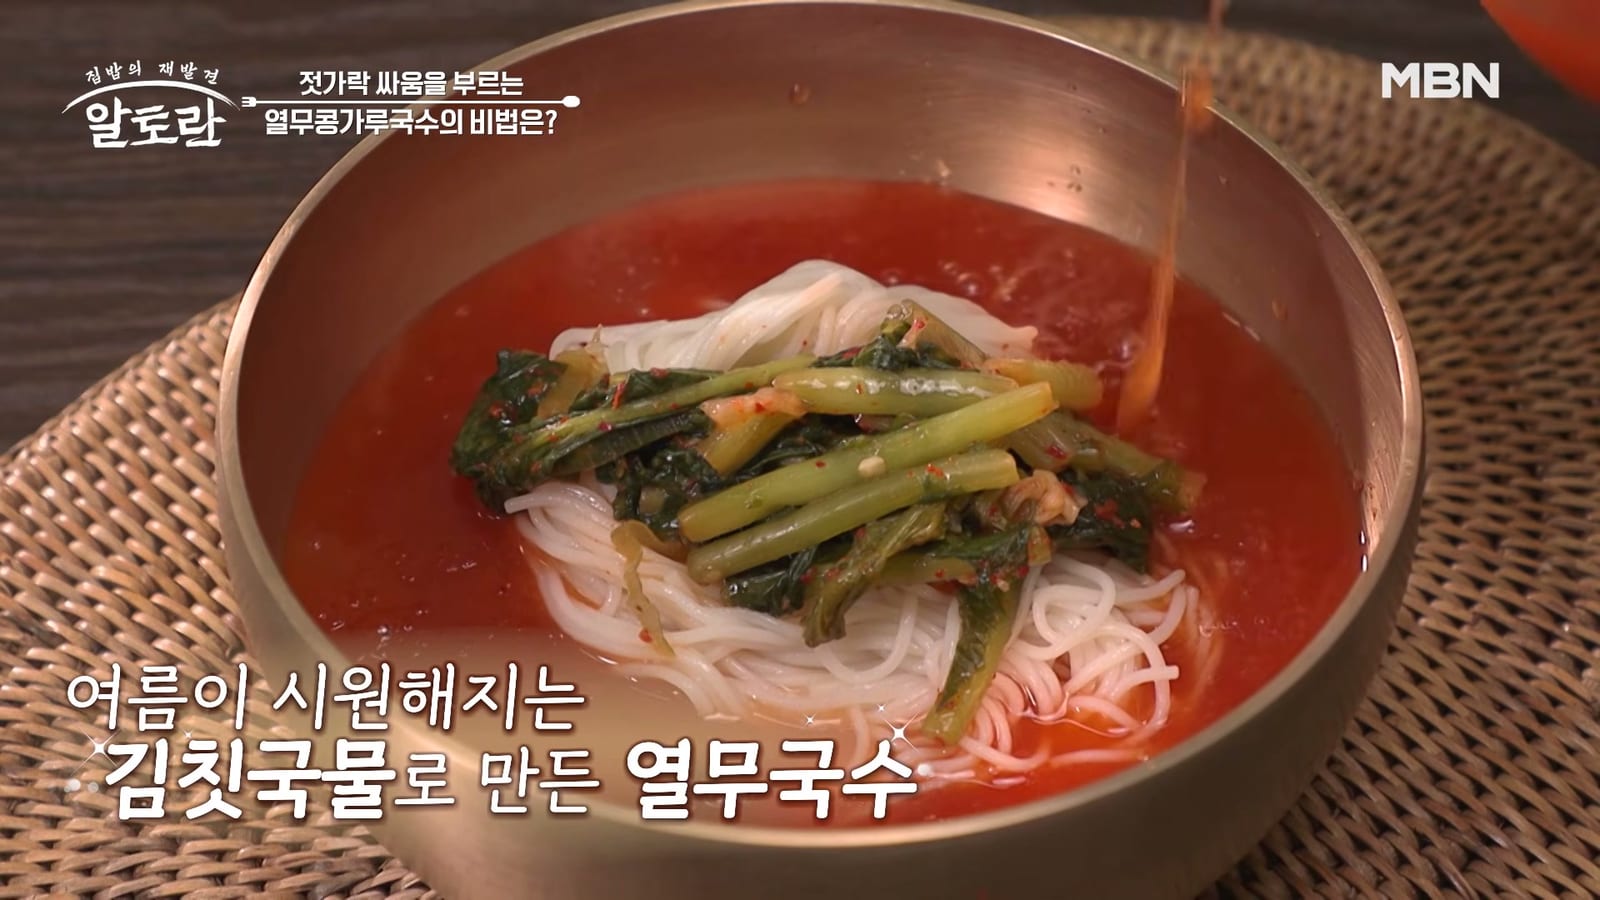 집밥의 재발견
알토란
젓가락 싸움을 부르는
열무콩가루국수의 비법은?
MBN
여름이 시원해지는
김칫국물로 만든 열무국수